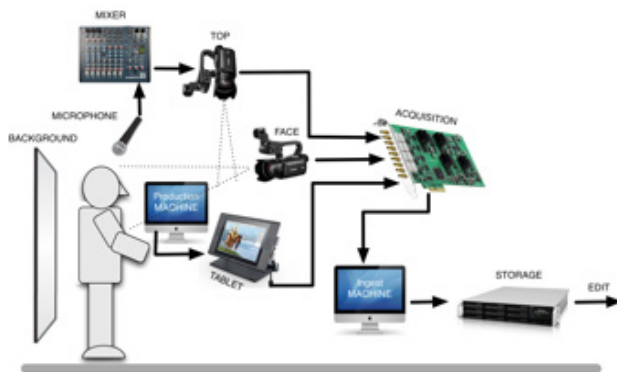 MIXER
TOP
MICROPHONE
FACE
ACQUISITION
BACKGROUND
Production
MACHINE
TABLET
Ingest
MACHINE
STORAGE
EDIT